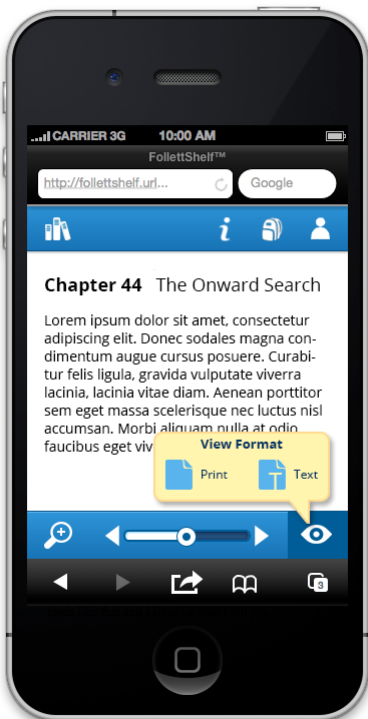 CARRIER 3G 10:00 AM
FollettShelf™
http://follettshelf.url... Google
i
Chapter 44 The Onward Search
Lorem ipsum dolor sit amet, consectetur
adipiscing elit. Donec sodales magna con-
dimentum augue cursus posuere. Curabi-
tur felis ligula, gravida vulputate viverra
lacinia, lacinia vitae diam. Aenean porttitor
sem eget massa scelerisque nec luctus nisl
accumsan. Morbi aliquam nulla at odio
faucibus eget viv
View Format
Print T Text
3